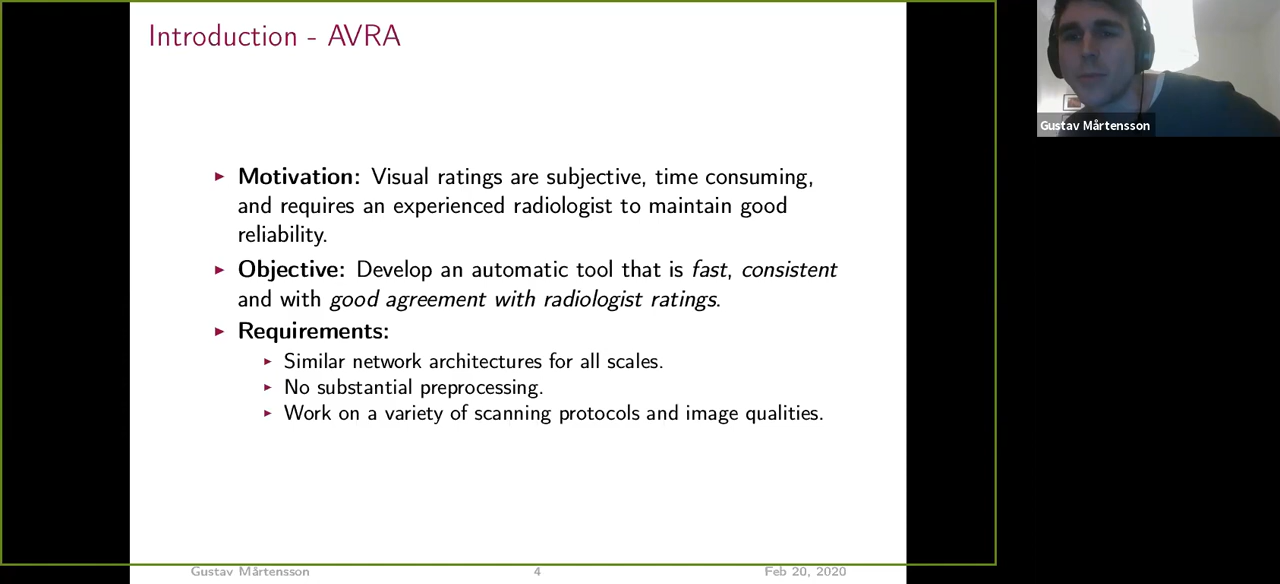 Introduction - AVRA
Motivation: Visual ratings are subjective, time consuming,
and requires an experienced radiologist to maintain good
reliability.
Objective: Develop an automatic tool that is fast, consistent
and with good agreement with radiologist ratings.
Requirements:
Similar network architectures for all scales.
No substantial preprocessing.
Work on a variety of scanning protocols and image qualities.
Gustav Mårtensson 4 Feb 20, 2020
Gustav Mårtensson